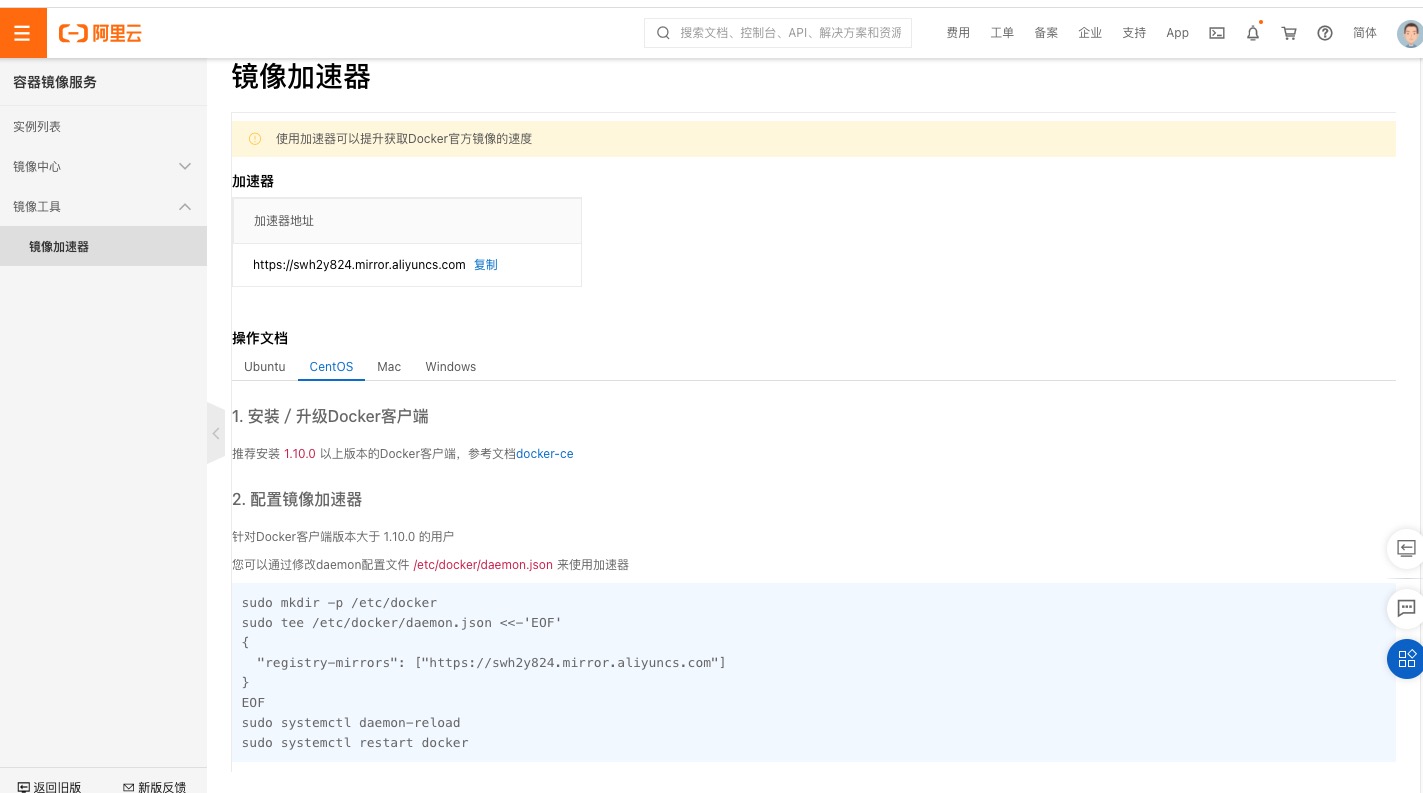 阿里云
搜索文档、控制台、API、解决方案和资源
费用 工单 备案 企业 支持 App 简体
容器镜像服务
实例列表
镜像中心
镜像工具
镜像加速器
返回旧版 新版反馈
镜像加速器
使用加速器可以提升获取Docker官方镜像的速度
加速器
加速器地址
https://swh2y824.mirror.aliyuncs.com 复制
操作文档
Ubuntu CentOS Mac Windows
1. 安装 / 升级Docker客户端
推荐安装 1.10.0 以上版本的Docker客户端，参考文档docker-ce
2. 配置镜像加速器
针对Docker客户端版本大于 1.10.0 的用户
您可以通过修改daemon配置文件 /etc/docker/daemon.json 来使用加速器
sudo mkdir -p /etc/docker
sudo tee /etc/docker/daemon.json <<-'EOF'
{
  "registry-mirrors": ["https://swh2y824.mirror.aliyuncs.com"]
}
EOF
sudo systemctl daemon-reload
sudo systemctl restart docker